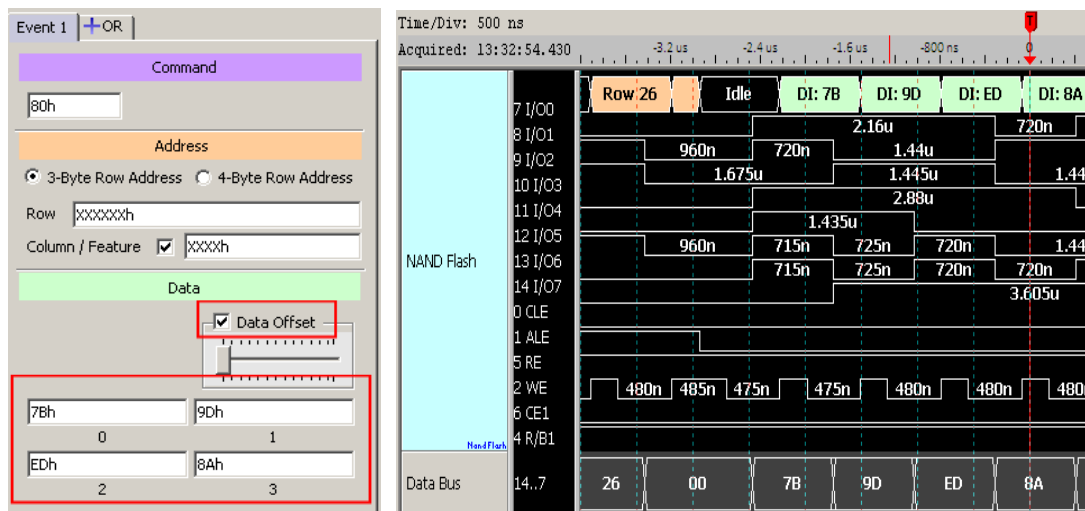 Event 1
+OR
Command
80h
Address
3-Byte Row Address
4-Byte Row Address
Row
XXXXXXh
Column / Feature
XXXXh
Data
Data Offset
7Bh
9Dh
0
1
EDh
8Ah
2
3
Time/Div: 500 ns
Acquired: 13:32:54.430
-3.2 us
-2.4 us
-1.6 us
-800 ns
0
T
Row 26
Idle
DI: 7B
DI: 9D
DI: ED
DI: 8A
7 I/O0
8 I/O1
2.16u
720n
9 I/O2
960n
720n
1.44u
10 I/O3
1.675u
1.445u
1.44
11 I/O4
2.88u
12 I/O5
1.435u
NAND Flash
13 I/O6
960n
715n
725n
720n
1.44
14 I/O7
715n
725n
720n
720n
0 CLE
3.605u
1 ALE
5 RE
2 WE
480n
485n
475n
475n
480n
480n
480
6 CE1
4 R/B1
NandFlash
Data Bus
14..7
26
00
7B
9D
ED
8A